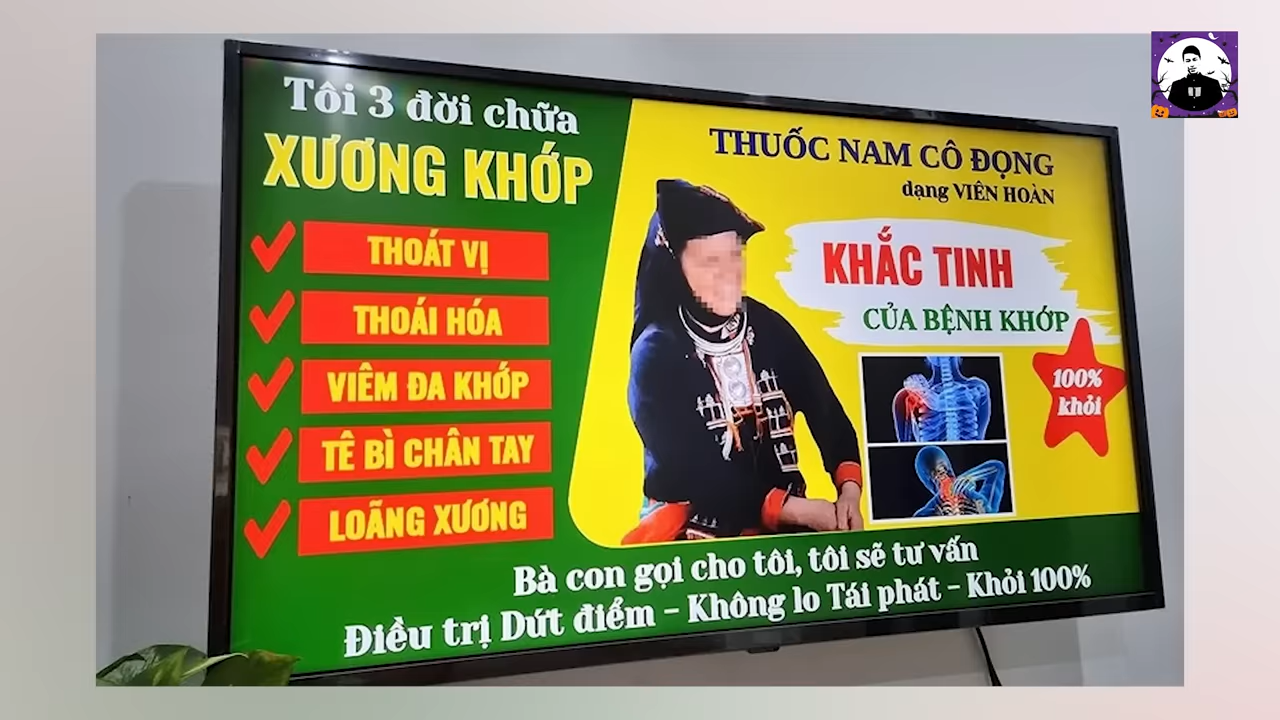 Tôi 3 đời chữa
XƯƠNG KHỚP
THOÁT VỊ
THOÁI HÓA
VIÊM ĐA KHỚP
TÊ BÌ CHÂN TAY
LOÃNG XƯƠNG
THUỐC NAM CÔ ĐỌNG
dạng VIÊN HOÀN
KHẮC TINH
CỦA BỆNH KHỚP
100%
khỏi
Bà con gọi cho tôi, tôi sẽ tư vấn
Điều trị Dứt điểm - Không lo Tái phát - Khỏi 100%